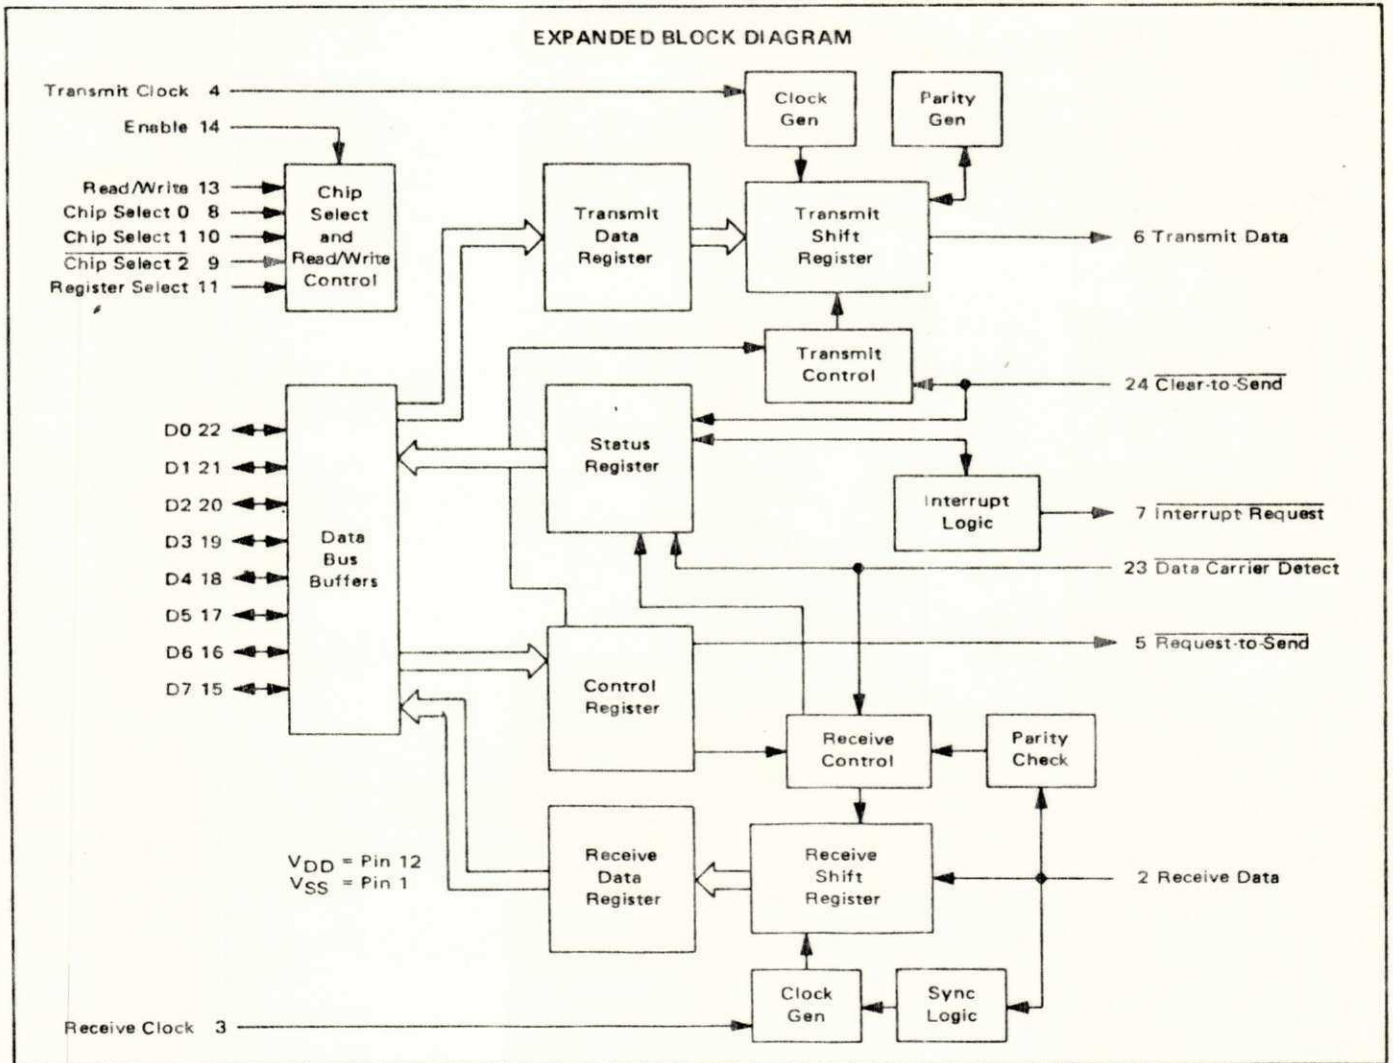 EXPANDED BLOCK DIAGRAM
Transmit Clock 4
Enable 14
Read/Write 13
Chip Select 0 8
Chip Select 1 10
Chip Select 2 9
Register Select 11
Chip
Select
and
Read/Write
Control
Clock
Gen
Parity
Gen
Transmit
Data
Register
Transmit
Shift
Register
6 Transmit Data
Transmit
Control
24 Clear-to-Send
D0 22
D1 21
D2 20
D3 19
D4 18
D5 17
D6 16
D7 15
Data
Bus
Buffers
Status
Register
Interrupt
Logic
7 Interrupt Request
23 Data Carrier Detect
5 Request-to-Send
Control
Register
Receive
Control
Parity
Check
VDD = Pin 12
VSS = Pin 1
Receive
Data
Register
Receive
Shift
Register
2 Receive Data
Clock
Gen
Sync
Logic
Receive Clock 3